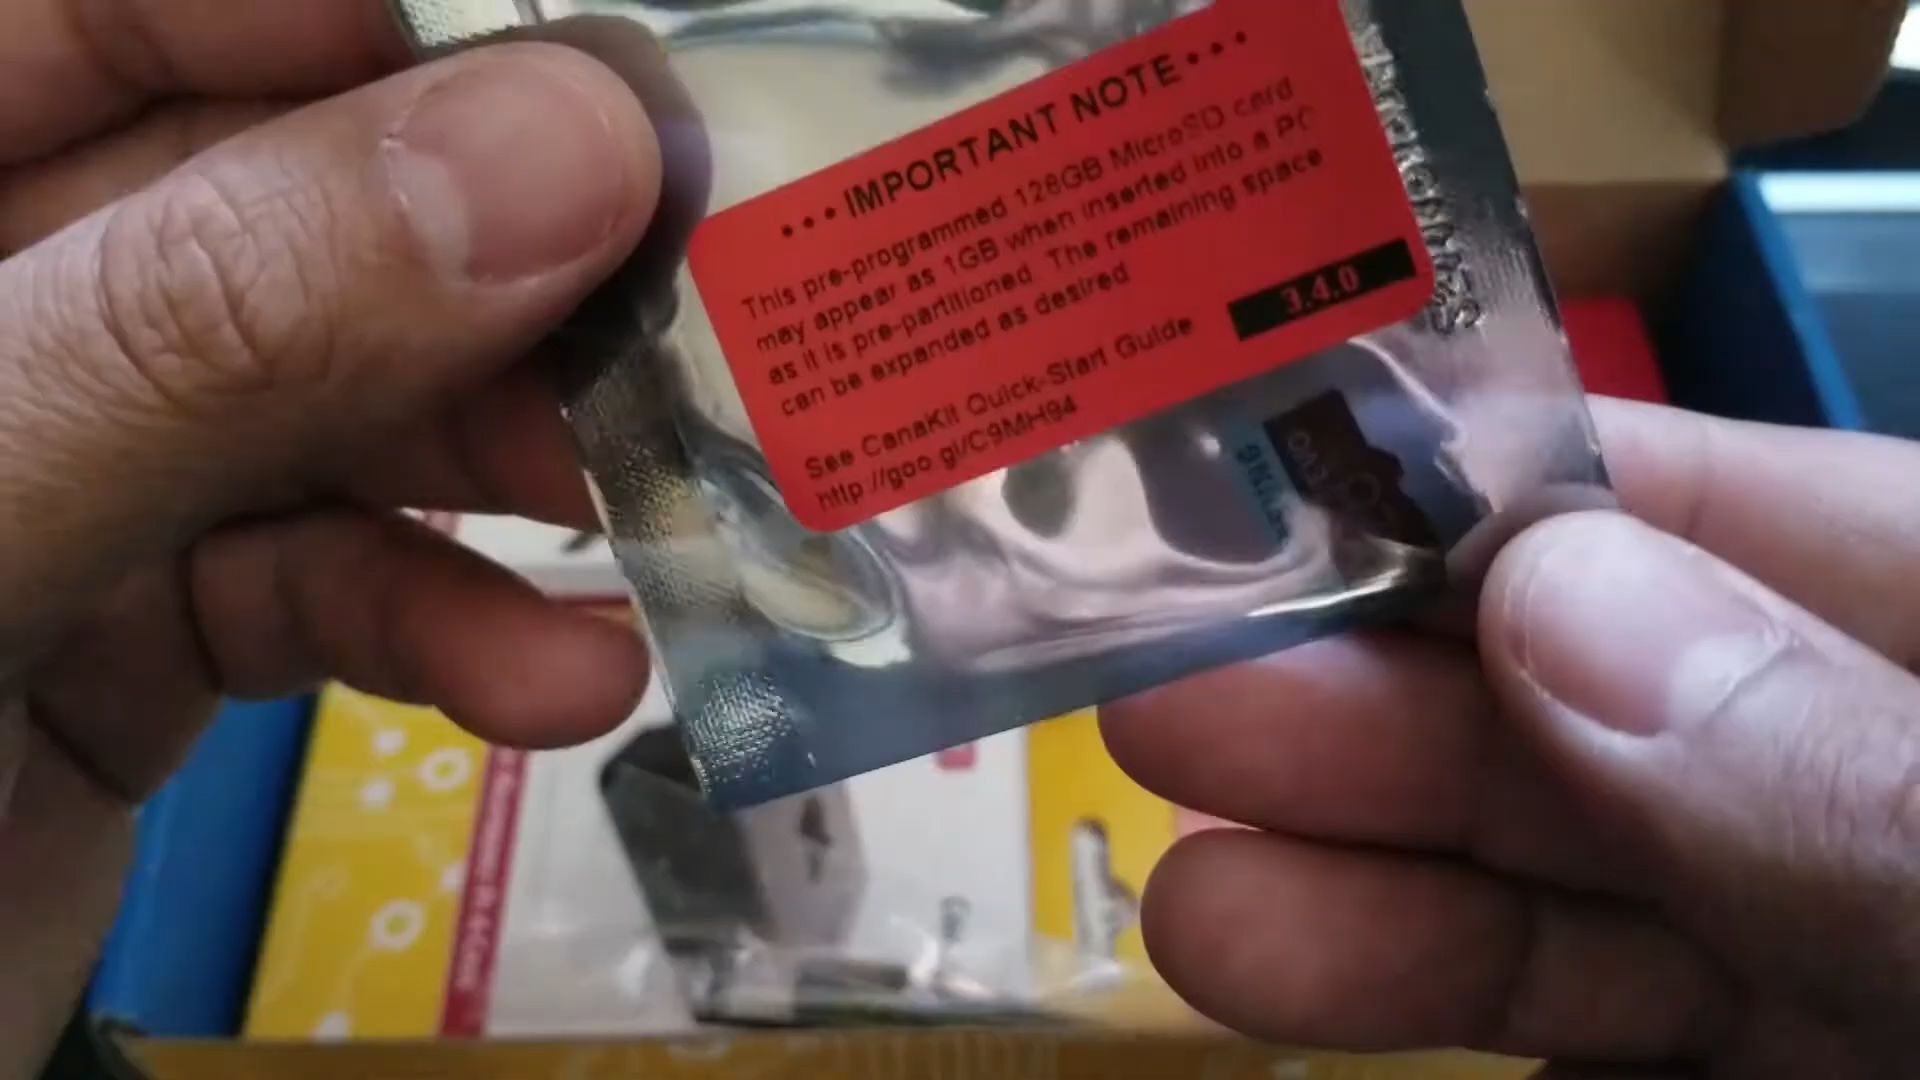 •••IMPORTANT NOTE•••
This pre-programmed 128GB MicroSD card
may appear as 1GB when inserted into a PC
as it is pre-partitioned. The remaining space
can be expanded as desired
3.4.0
See CanaKit Quick-Start Guide
http://goo.gl/C9MH94
EVO